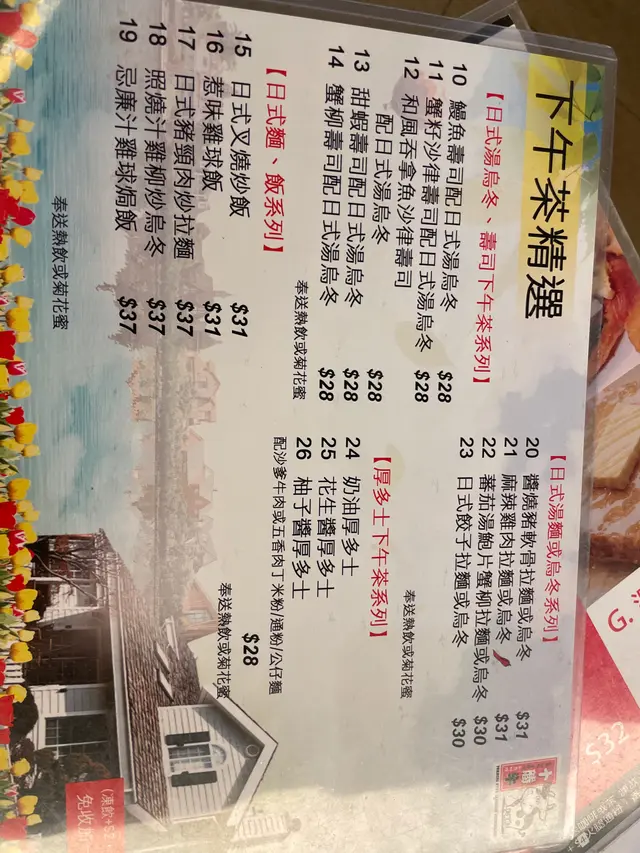 下午茶精選
【日式湯烏冬、壽司下午茶系列】
10 鰻魚壽司配日式湯烏冬 $28
11 蟹籽沙律壽司配日式湯烏冬 $28
12 和風吞拿魚沙律壽司
配日式湯烏冬 $28
13 甜蝦壽司配日式湯烏冬 $28
14 蟹柳壽司配日式湯烏冬 $28
奉送熱飲或菊花蜜
【日式麵、飯系列】
15 日式叉燒炒飯 $31
16 惹味雞球飯 $31
17 日式豬頸肉炒拉麵 $37
18 照燒汁雞柳炒烏冬 $37
19 忌廉汁雞球焗飯 $37
奉送熱飲或菊花蜜
【日式湯麵或烏冬系列】
20 醬燒豬軟骨拉麵或烏冬 $31
21 麻辣雞肉拉麵或烏冬 $31
22 蕃茄湯鮑片蟹柳拉麵或烏冬 $30
23 日式餃子拉麵或烏冬 $30
奉送熱飲或菊花蜜
【厚多士下午茶系列】
24 奶油厚多士
25 花生醬厚多士
26 柚子醬厚多士
配沙爹牛肉或五香肉丁米粉/通粉/公仔麵
$28
奉送熱飲或菊花蜜
十勝
(凍飲+$
免收加
G.
$32